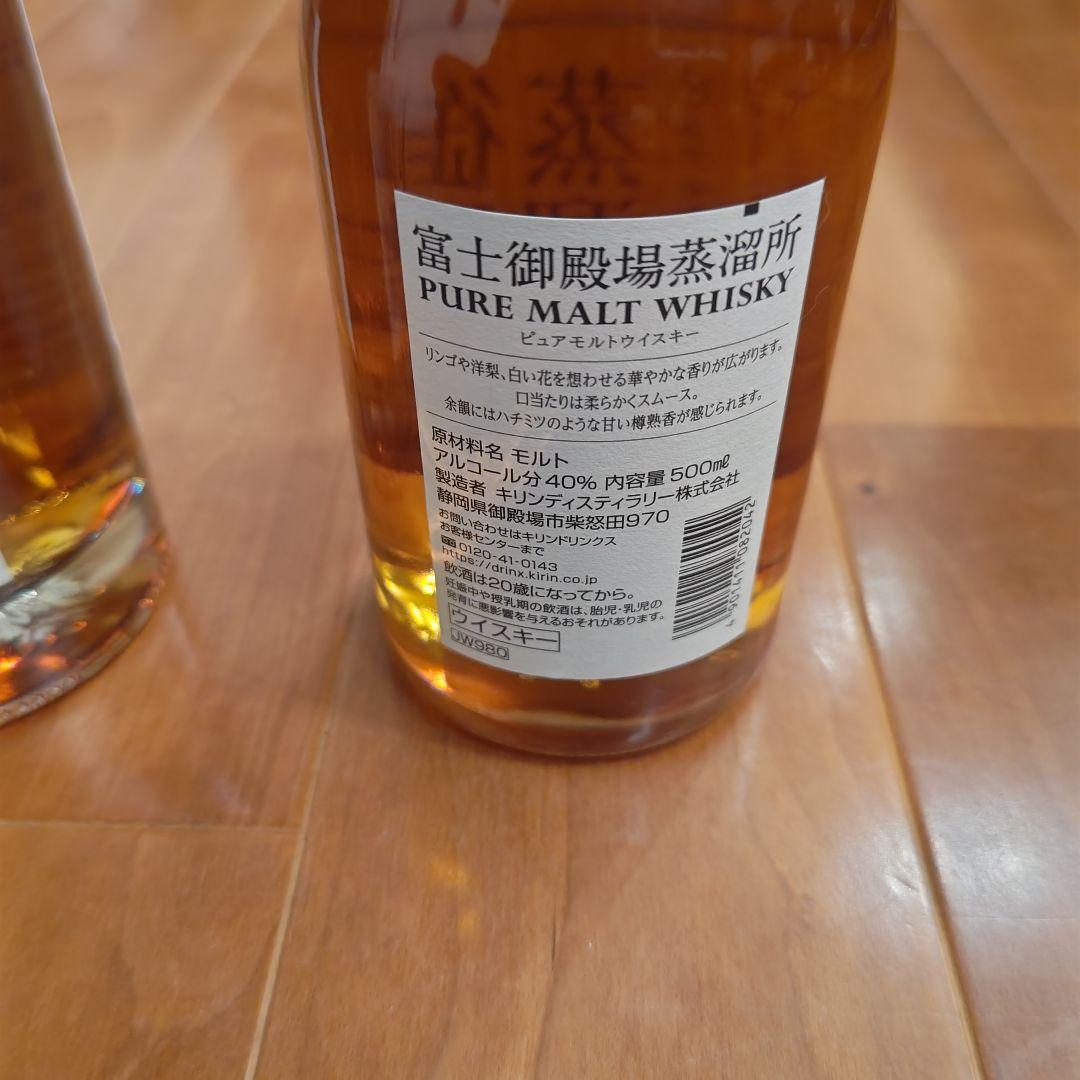 富士御殿場蒸溜所
PURE MALT WHISKY
ピュアモルトウイスキー
リンゴや洋梨、白い花を想わせる華やかな香りが広がります。
口当たりは柔らかくスムース。
余韻にはハチミツのような甘い樽熟香が感じられます。
原材料名 モルト
アルコール分40% 内容量500㎖
製造者 キリンディスティラリー株式会社
静岡県御殿場市柴怒田970
お問い合わせはキリンドリンクス
お客様センターまで
0120-41-0143
https://drinx.kirin.co.jp
飲酒は20歳になってから。
妊娠中や授乳期の飲酒は、胎児・乳児の
発育に悪影響を与えるおそれがあります。
ウイスキー
JW980
4901411082042